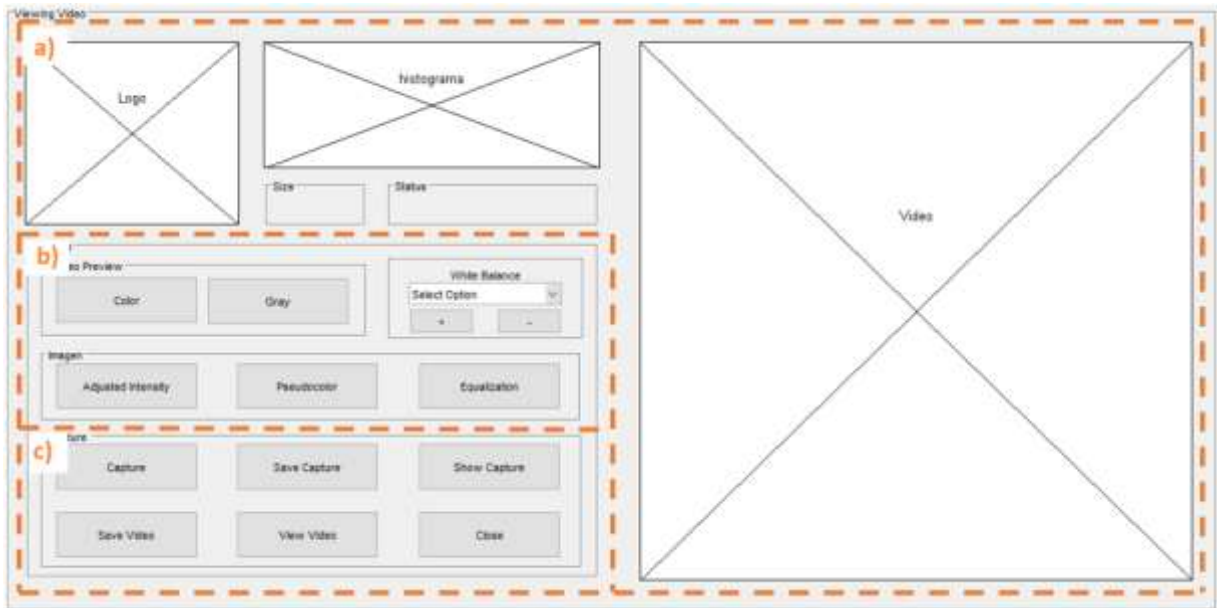 Viewing Video
a)
Logo
histograma
Size
Status
Video
b)
Preview
Color
Gray
White Balance
Select Option
+
-
Imagen
Adjusted Intensity
Pseudocolor
Equalization
c)
Capture
Save Capture
Show Capture
Save Video
View Video
Close